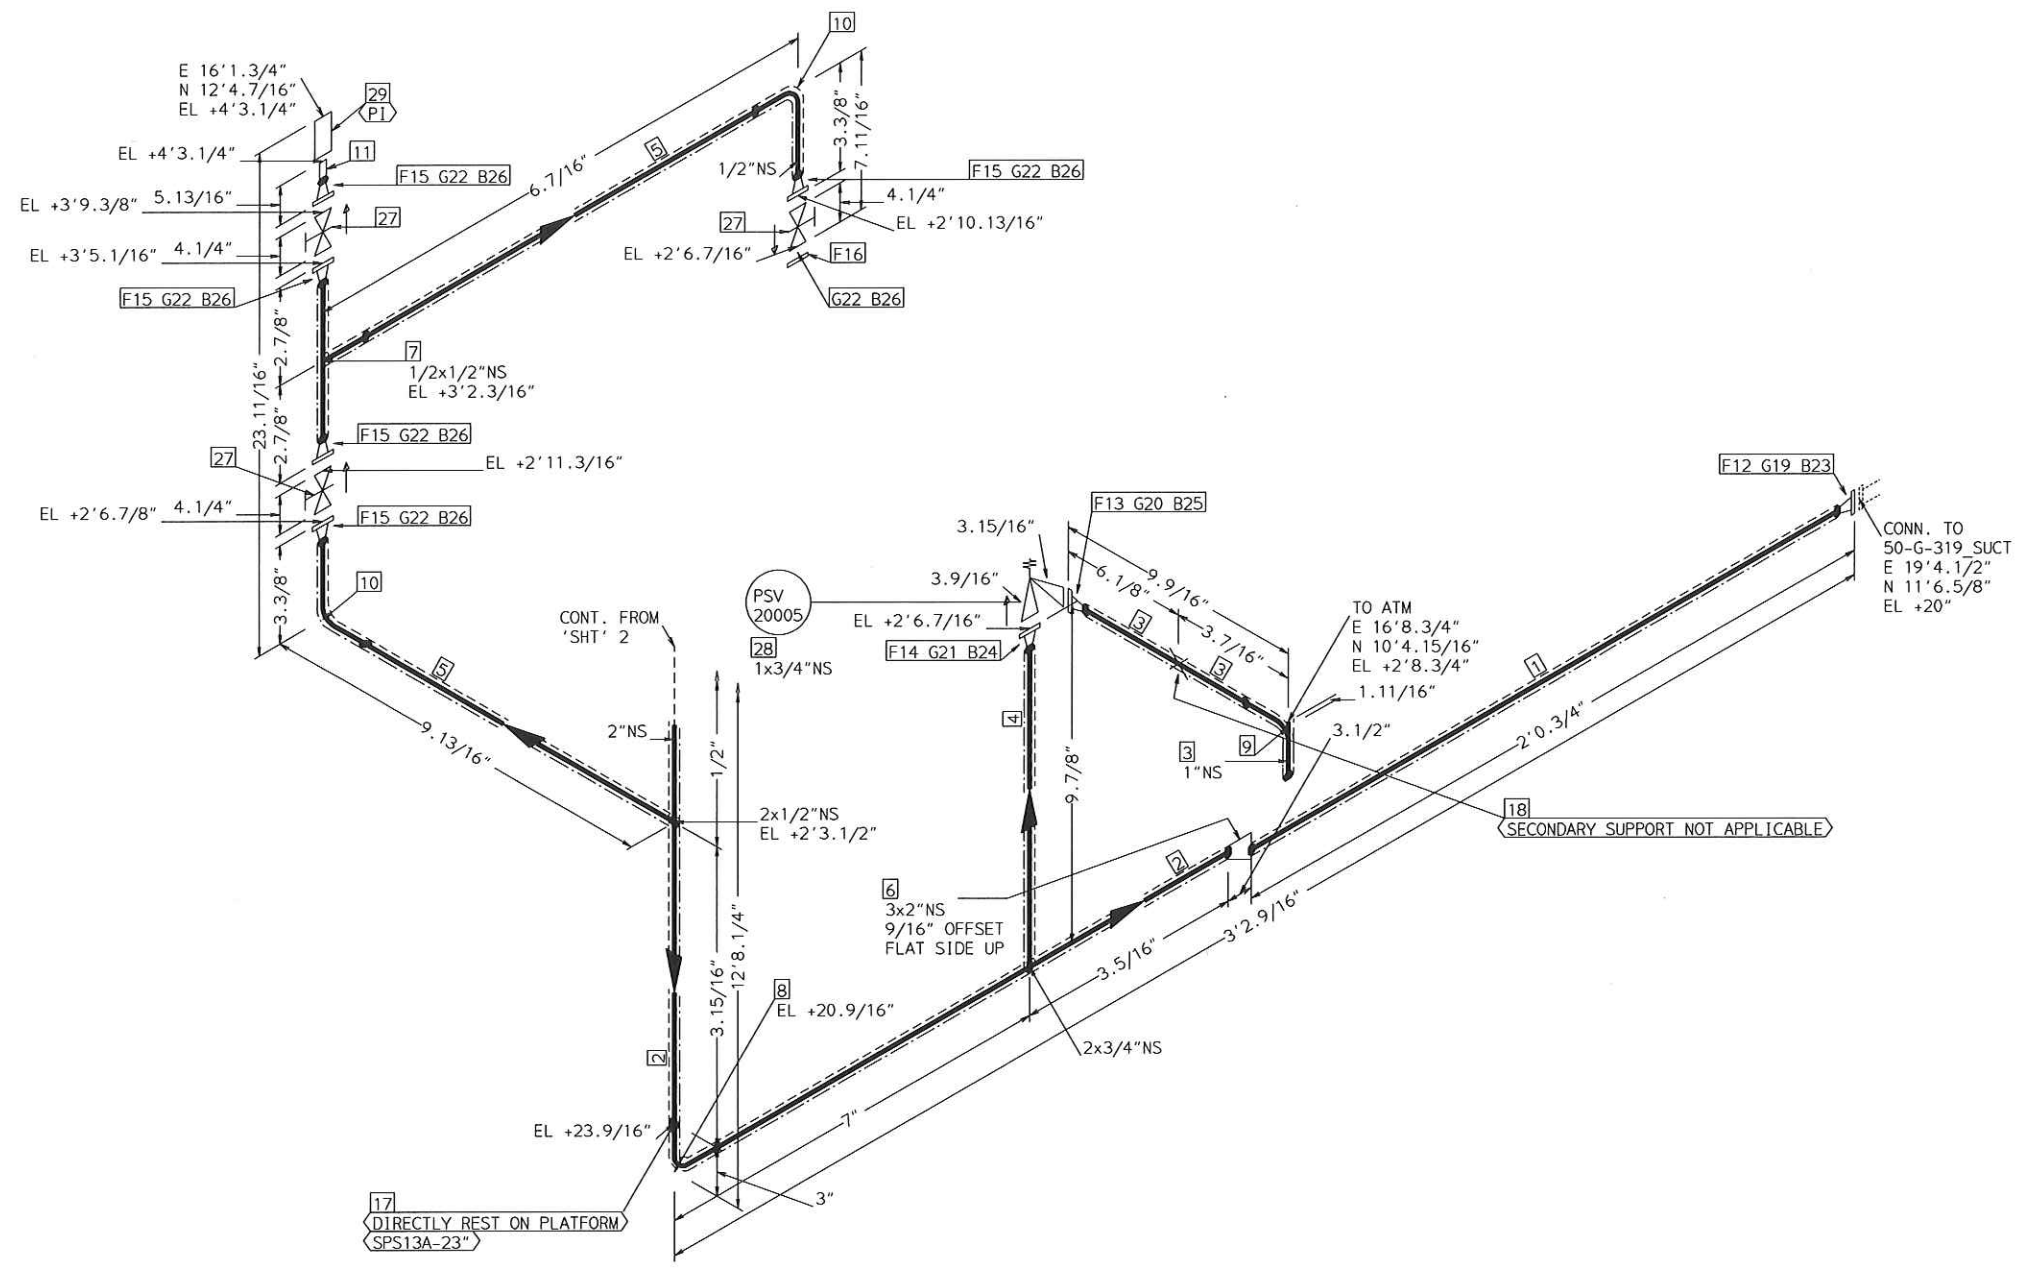 10
E 16'1.3/4"
N 12'4.7/16"
EL +4'3.1/4"
29
PI
EL +4'3.1/4"
11
F15 G22 B26
5.13/16"
EL +3'9.3/8"
27
4.1/4"
EL +3'5.1/16"
F15 G22 B26
2.7/8"
23.11/16"
2.7/8"
7
1/2x1/2"NS
EL +3'2.3/16"
6.7/16"
5
1/2"NS
3.3/8"
7.11/16"
F15 G22 B26
4.1/4"
EL +2'10.13/16"
27
EL +2'6.7/16"
F16
G22 B26
F15 G22 B26
27
EL +2'11.3/16"
4.1/4"
EL +2'6.7/8"
F15 G22 B26
3.3/8"
10
5
9.13/16"
CONT. FROM
'SHT' 2
2"NS
PSV
20005
28
1x3/4"NS
3.9/16"
3.15/16"
EL +2'6.7/16"
F14 G21 B24
F13 G20 B25
6.1/8"
9.9/16"
3
3.7/16"
3
TO ATM
E 16'8.3/4"
N 10'4.15/16"
EL +2'8.3/4"
1.11/16"
3.1/2"
9
3
1"NS
F12 G19 B23
CONN. TO
50-G-319_SUCT
E 19'4.1/2"
N 11'6.5/8"
EL +20"
1
2'0.3/4"
18
SECONDARY SUPPORT NOT APPLICABLE
4
9.7/8"
1/2"
2x1/2"NS
EL +2'3.1/2"
2
6
3x2"NS
9/16" OFFSET
FLAT SIDE UP
3'2.9/16"
3.5/16"
3.15/16"
12'8.1/4"
8
EL +20.9/16"
2x3/4"NS
2
EL +23.9/16"
7"
3"
17
DIRECTLY REST ON PLATFORM
SPS13A-23"